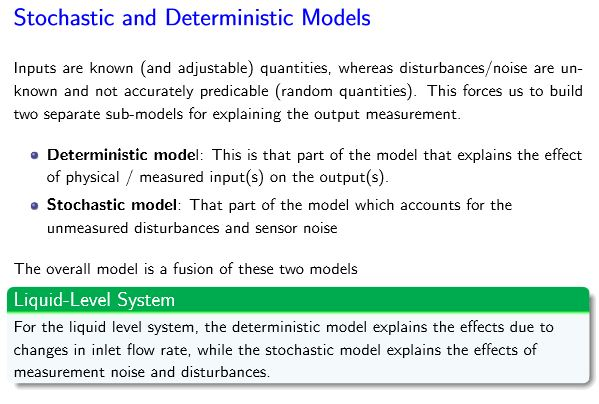 Stochastic and Deterministic Models
Inputs are known (and adjustable) quantities, whereas disturbances/noise are un-
known and not accurately predicable (random quantities). This forces us to build
two separate sub-models for explaining the output measurement.
Deterministic model: This is that part of the model that explains the effect
of physical / measured input(s) on the output(s).
Stochastic model: That part of the model which accounts for the
unmeasured disturbances and sensor noise
The overall model is a fusion of these two models
Liquid-Level System
For the liquid level system, the deterministic model explains the effects due to
changes in inlet flow rate, while the stochastic model explains the effects of
measurement noise and disturbances.